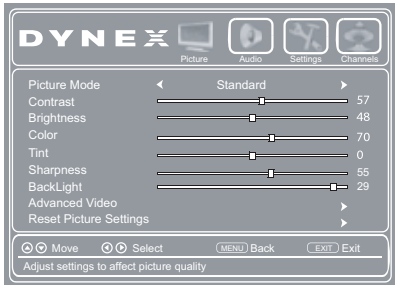 DYNEX
Picture Audio Settings Channels
Picture Mode Standard
Contrast 57
Brightness 48
Color 70
Tint 0
Sharpness 55
BackLight 29
Advanced Video
Reset Picture Settings
Move Select MENU Back EXIT Exit
Adjust settings to affect picture quality